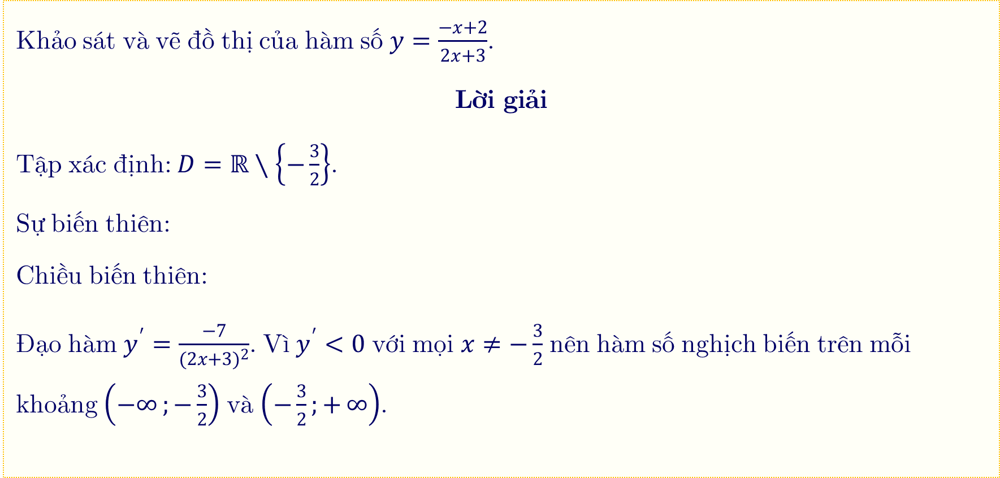 Khảo sát và vẽ đồ thị của hàm số $y = \frac{-x+2}{2x+3}$.
Lời giải
Tập xác định: $D = \mathbb{R} \setminus \left\{-\frac{3}{2}\right\}$.
Sự biến thiên:
Chiều biến thiên:
Đạo hàm $y' = \frac{-7}{(2x+3)^2}$. Vì $y' < 0$ với mọi $x \neq -\frac{3}{2}$ nên hàm số nghịch biến trên mỗi
khoảng $\left(-\infty; -\frac{3}{2}\right)$ và $\left(-\frac{3}{2}; +\infty\right)$.